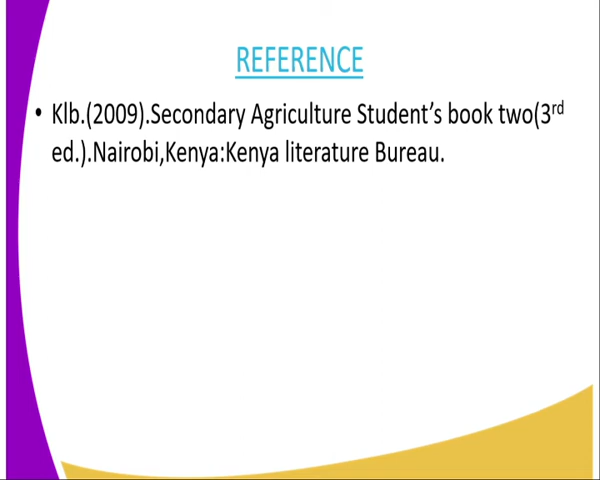 REFERENCE
• Klb.(2009).Secondary Agriculture Student’s book two(3rd
ed.).Nairobi,Kenya:Kenya literature Bureau.